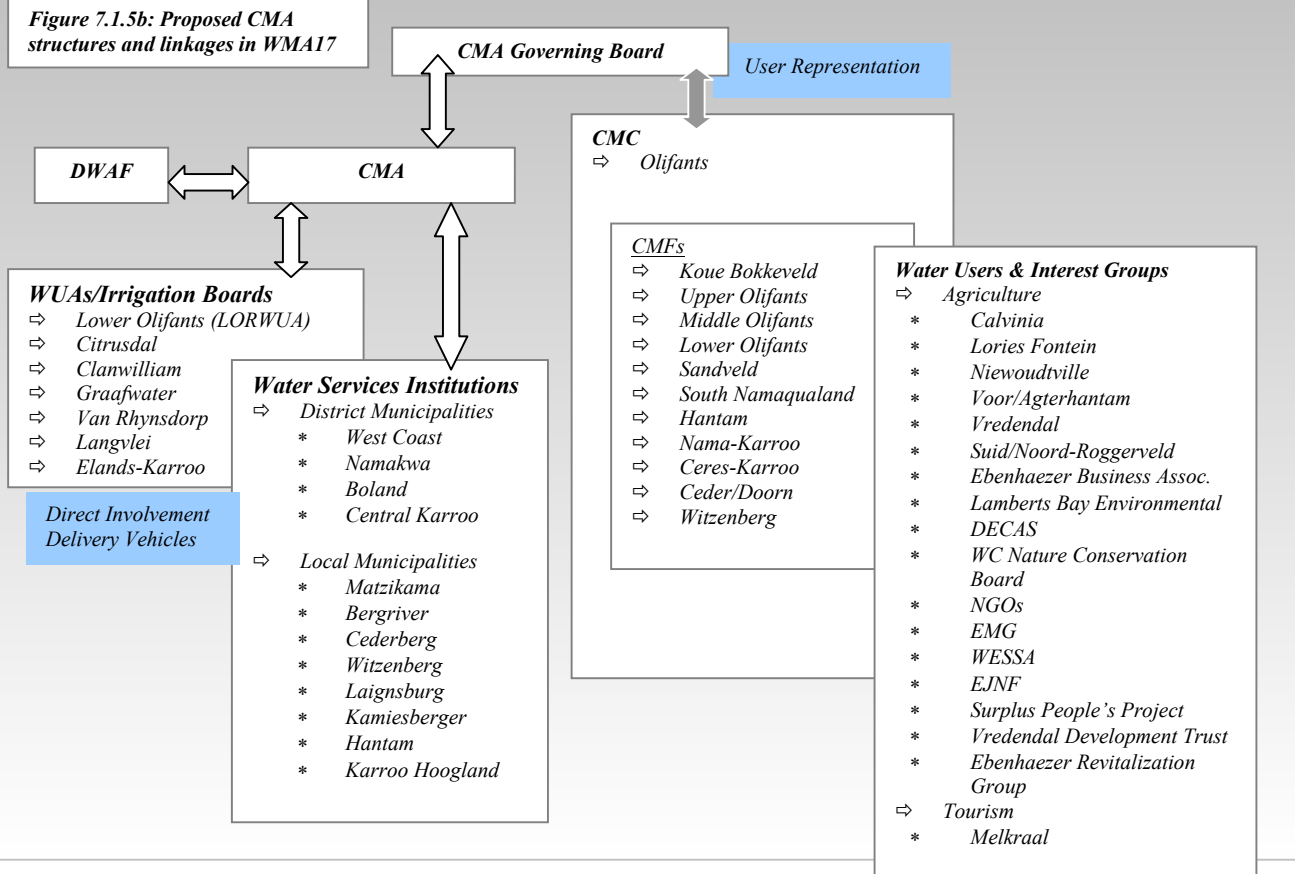 Figure 7.1.5b: Proposed CMA
structures and linkages in WMA17
CMA Governing Board
User Representation
DWAF
CMA
CMC
⇨ Olifants
CMFs
⇨ Koue Bokkeveld
⇨ Upper Olifants
⇨ Middle Olifants
⇨ Lower Olifants
⇨ Sandveld
⇨ South Namaqualand
⇨ Hantam
⇨ Nama-Karroo
⇨ Ceres-Karroo
⇨ Ceder/Doorn
⇨ Witzenberg
WUAs/Irrigation Boards
⇨ Lower Olifants (LORWUA)
⇨ Citrusdal
⇨ Clanwilliam
⇨ Graafwater
⇨ Van Rhynsdorp
⇨ Langvlei
⇨ Elands-Karroo
Direct Involvement
Delivery Vehicles
Water Services Institutions
⇨ District Municipalities
* West Coast
* Namakwa
* Boland
* Central Karroo
⇨ Local Municipalities
* Matzikama
* Bergriver
* Cederberg
* Witzenberg
* Laignsburg
* Kamiesberger
* Hantam
* Karroo Hoogland
Water Users & Interest Groups
⇨ Agriculture
* Calvinia
* Lories Fontein
* Niewoudtville
* Voor/Agterhantam
* Vredendal
* Suid/Noord-Roggerveld
* Ebenhaezer Business Assoc.
* Lamberts Bay Environmental
* DECAS
* WC Nature Conservation
Board
* NGOs
* EMG
* WESSA
* EJNF
* Surplus People’s Project
* Vredendal Development Trust
* Ebenhaezer Revitalization
Group
⇨ Tourism
* Melkraal